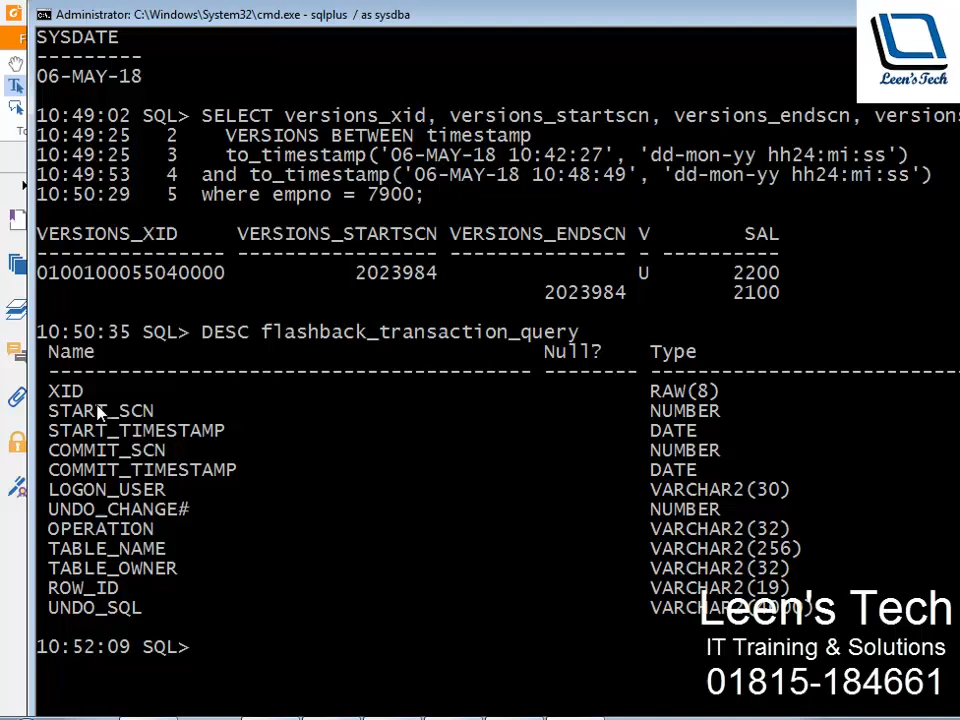 Administrator: C:\Windows\System32\cmd.exe - sqlplus / as sysdba
SYSDATE
---------
06-MAY-18
10:49:02 SQL> SELECT versions_xid, versions_startscn, versions_endscn, versions
10:49:25 2 VERSIONS BETWEEN timestamp
10:49:25 3 to_timestamp('06-MAY-18 10:42:27', 'dd-mon-yy hh24:mi:ss')
10:49:53 4 and to_timestamp('06-MAY-18 10:48:49', 'dd-mon-yy hh24:mi:ss')
10:50:29 5 where empno = 7900;
VERSIONS_XID VERSIONS_STARTSCN VERSIONS_ENDSCN V SAL
---------------- ----------------- --------------- - ----------
0100100055040000 2023984 U 2200
2023984 2100
10:50:35 SQL> DESC flashback_transaction_query
Name Null? Type
----------------------------------------- -------- ----------------------------
XID RAW(8)
START_SCN NUMBER
START_TIMESTAMP DATE
COMMIT_SCN NUMBER
COMMIT_TIMESTAMP DATE
LOGON_USER VARCHAR2(30)
UNDO_CHANGE# NUMBER
OPERATION VARCHAR2(32)
TABLE_NAME VARCHAR2(256)
TABLE_OWNER VARCHAR2(32)
ROW_ID VARCHAR2(19)
UNDO_SQL VARCHAR2(4000)
10:52:09 SQL>
Leen's Tech
Leen's Tech
IT Training & Solutions
01815-184661